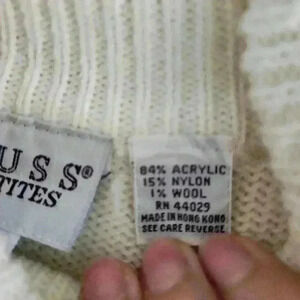 USS®
TITES
84% ACRYLIC
15% NYLON
1% WOOL
RN 44029
MADE IN HONG KONG
SEE CARE REVERSE